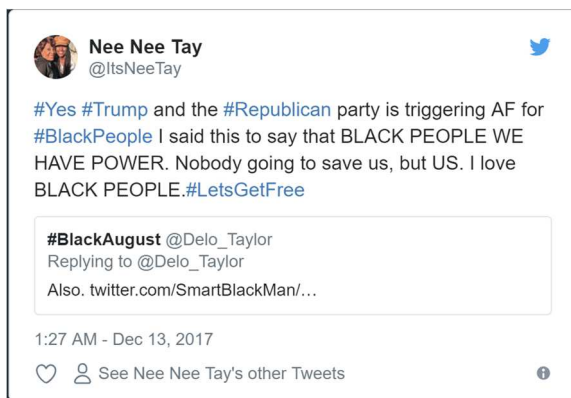 Nee Nee Tay
@ItsNeeTay
#Yes #Trump and the #Republican party is triggering AF for
#BlackPeople I said this to say that BLACK PEOPLE WE
HAVE POWER. Nobody going to save us, but US. I love
BLACK PEOPLE.#LetsGetFree
#BlackAugust @Delo_Taylor
Replying to @Delo_Taylor
Also. twitter.com/SmartBlackMan/…
1:27 AM - Dec 13, 2017
See Nee Nee Tay's other Tweets